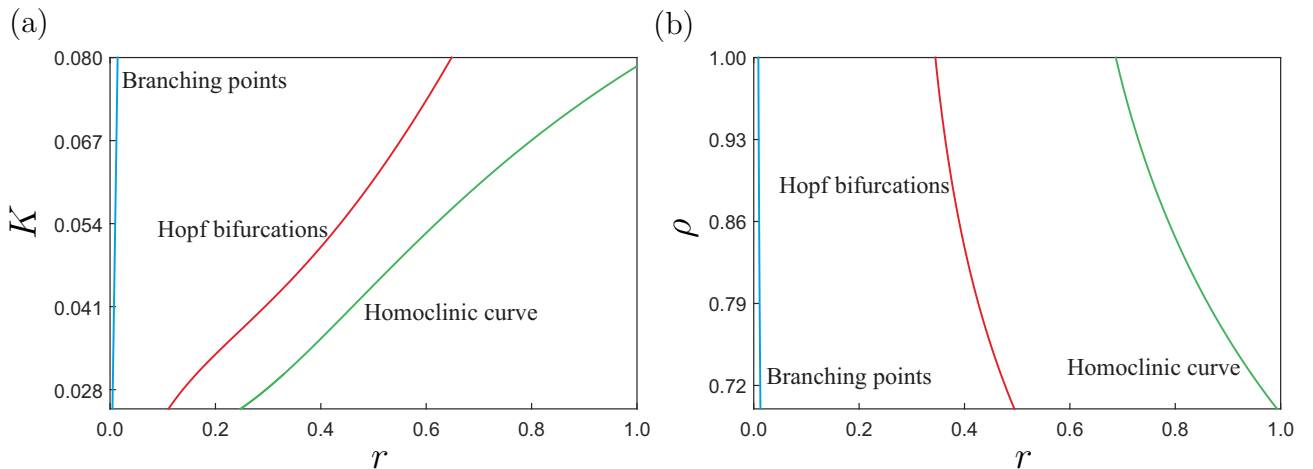 (a)
K
0.080
0.067
0.054
0.041
0.028
Branching points
Hopf bifurcations
Homoclinic curve
0.0 0.2 0.4 0.6 0.8 1.0
r
(b)
ρ
1.00
0.93
0.86
0.79
0.72
Hopf bifurcations
Homoclinic curve
Branching points
0.0 0.2 0.4 0.6 0.8 1.0
r